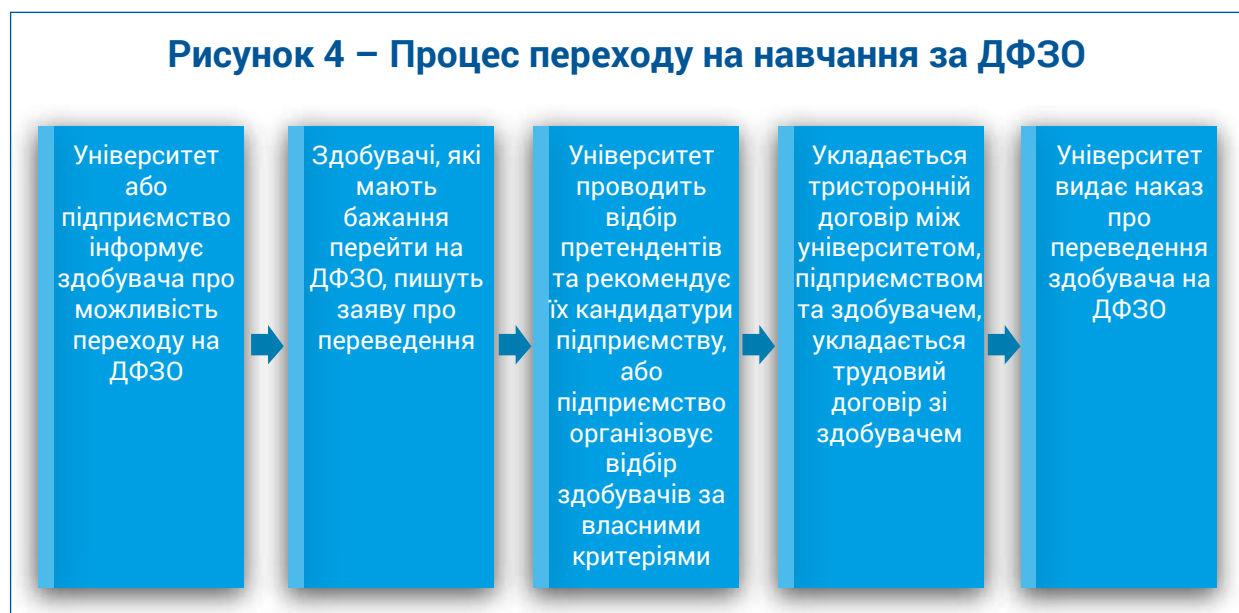 Рисунок 4 – Процес переходу на навчання за ДФЗО
Університет
або
підприємство
інформує
здобувача про
можливість
переходу на
ДФЗО
Здобувачі, які
мають
бажання
перейти на
ДФЗО, пишуть
заяву про
переведення
Університет
проводить
відбір
претендентів
та рекомендує
їх кандидатури
підприємству,
або
підприємство
організовує
відбір
здобувачів за
власними
критеріями
Укладається
тристоронній
договір між
університетом,
підприємством
та здобувачем,
укладається
трудовий
договір зі
здобувачем
Університет
видає наказ
про
переведення
здобувача на
ДФЗО